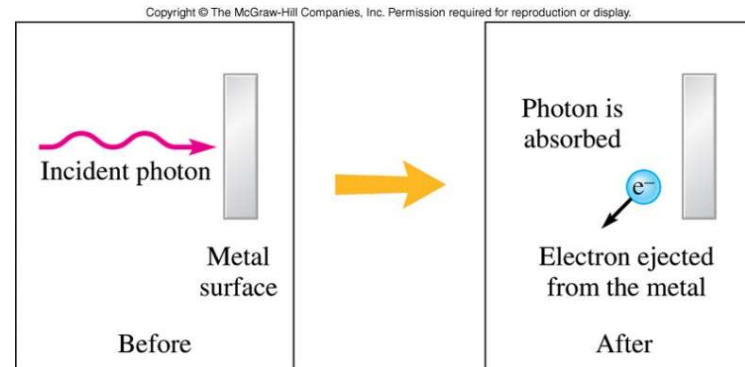 Copyright © The McGraw-Hill Companies, Inc. Permission required for reproduction or display.
Incident photon
Metal
surface
Before
Photon is
absorbed
e−
Electron ejected
from the metal
After